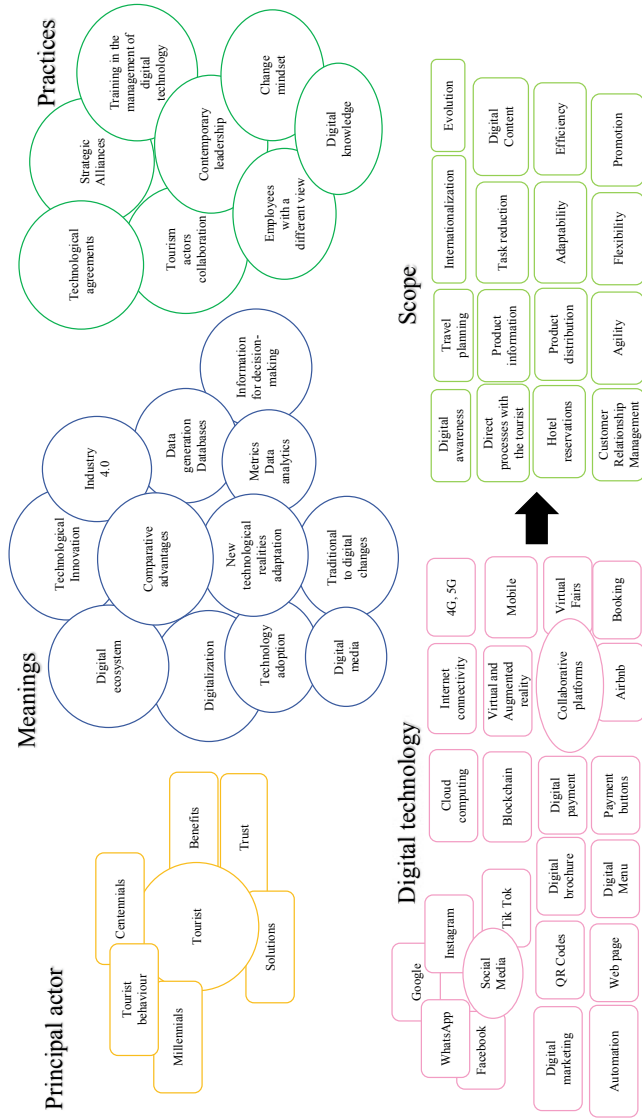 Principal actor
Centennials
Tourist
behaviour
Millennials
Tourist
Benefits
Trust
Solutions
Meanings
Technological
Innovation
Industry
4.0
Digital
ecosystem
Comparative
advantages
Data
generation
Databases
Digitalization
New
technological
realities
adaptation
Metrics
Data
analytics
Information
for decision-
making
Technology
adoption
Traditional
to digital
changes
Digital
media
Practices
Strategic
Alliances
Training in the
management of
digital
technology
Technological
agreements
Contemporary
leadership
Tourism
actors
collaboration
Change
mindset
Employees
with a
different view
Digital
knowledge
Digital technology
Google
Instagram
WhatsApp
Social
Media
Facebook
Tik Tok
Cloud
computing
Internet
connectivity
4G, 5G
Blockchain
Virtual and
Augmented
reality
Mobile
Digital
marketing
QR Codes
Digital
brochure
Digital
payment
Collaborative
platforms
Virtual
Fairs
Automation
Web page
Digital
Menu
Payment
buttons
Airbnb
Booking
Scope
Digital
awareness
Travel
planning
Internationalization
Evolution
Direct
processes with
the tourist
Product
information
Task reduction
Digital
Content
Hotel
reservations
Product
distribution
Adaptability
Efficiency
Customer
Relationship
Management
Agility
Flexibility
Promotion